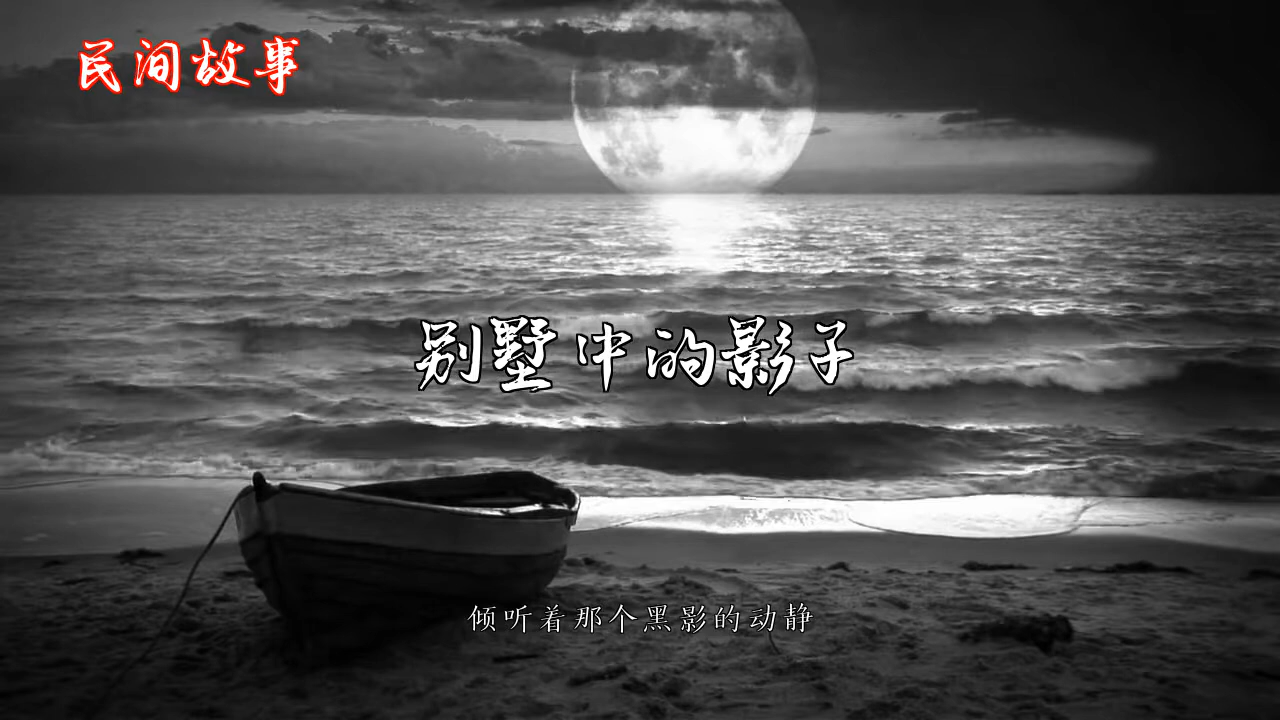 民间故事
别墅中的影子
倾听着那个黑影的动静